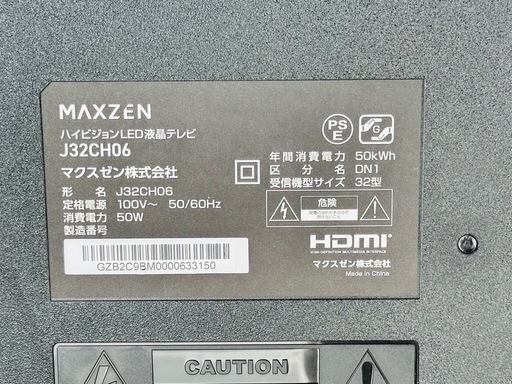 MAXZEN
ハイビジョンLED液晶テレビ
J32CH06
マクスゼン株式会社
形 名 J32CH06
定格電源 100V~ 50/60Hz
消費電力 50W
製造番号
GZB2C9BM0000633150
PS
E
G
年間消費電力 50kWh
区分名 DN1
受信機型サイズ 32型
危険
HDMI
HIGH-DEFINITION MULTIMEDIA INTERFACE
マクスゼン株式会社
Made in China
CAUTION